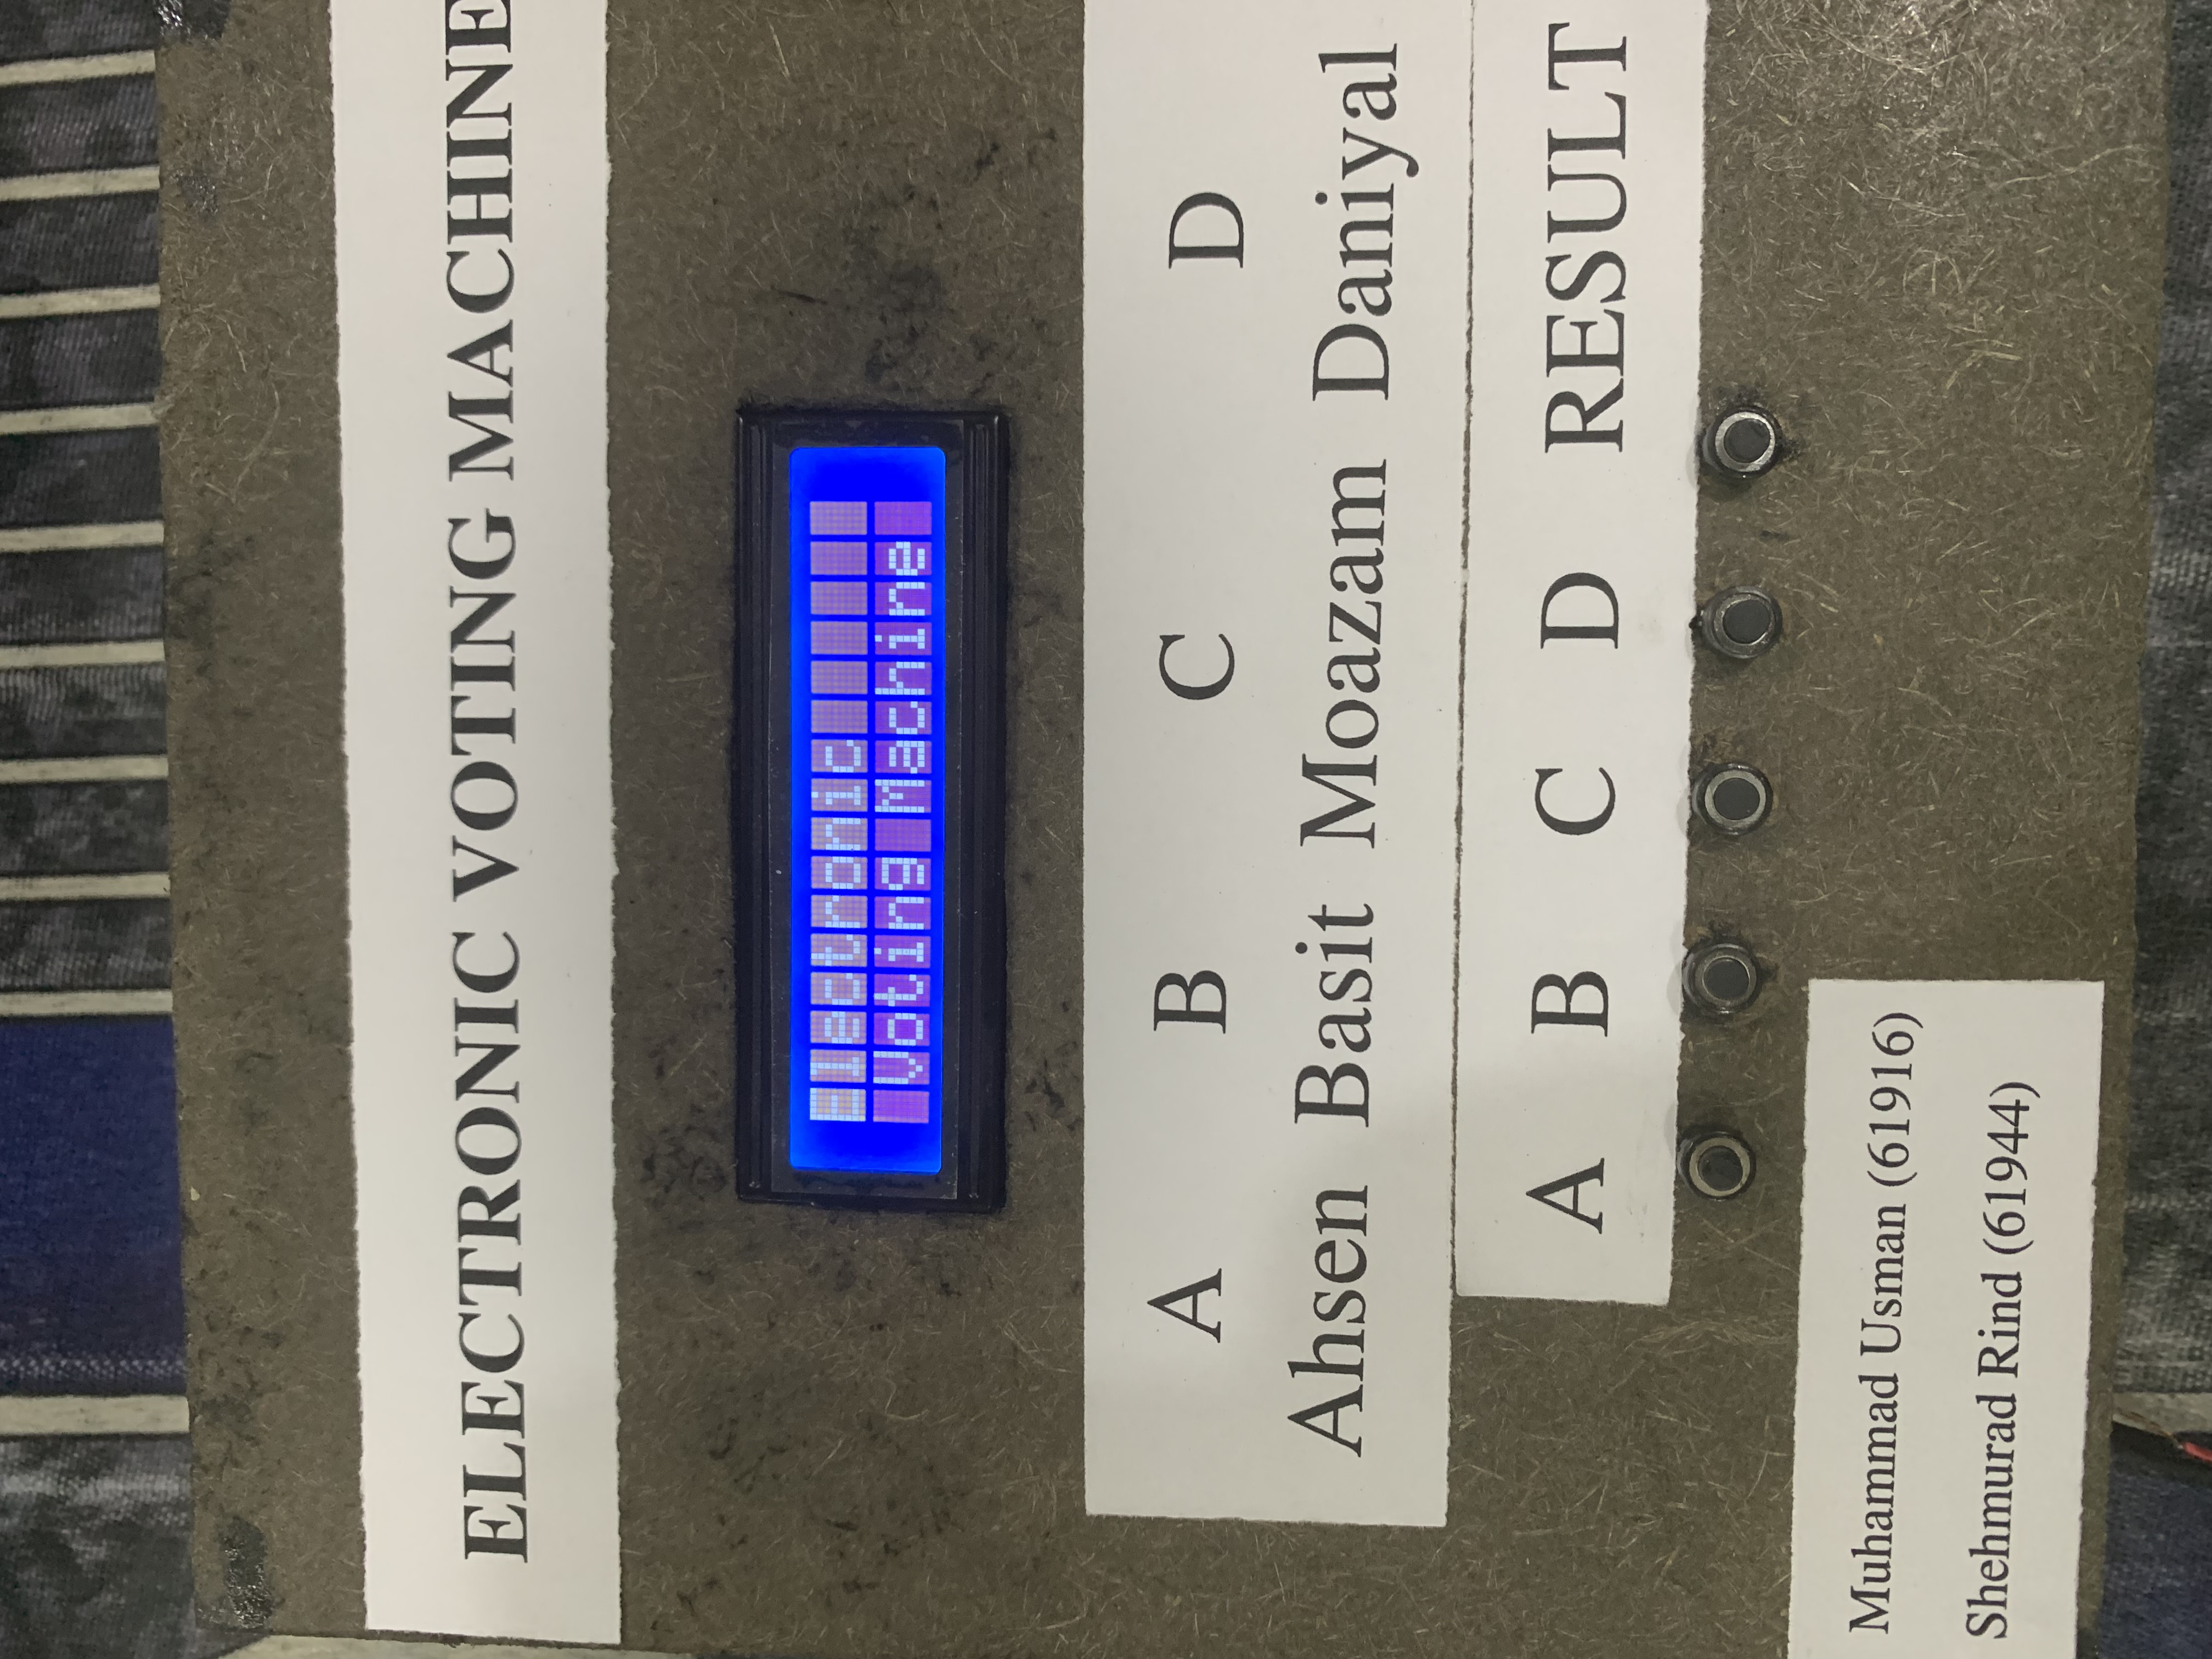 ELECTRONIC VOTING MACHINE
Electronic
Voting Machine
A B C D
Ahsen Basit Moazam Daniyal
A B C D RESULT
Muhammad Usman (61916)
Shehmurad Rind (61944)